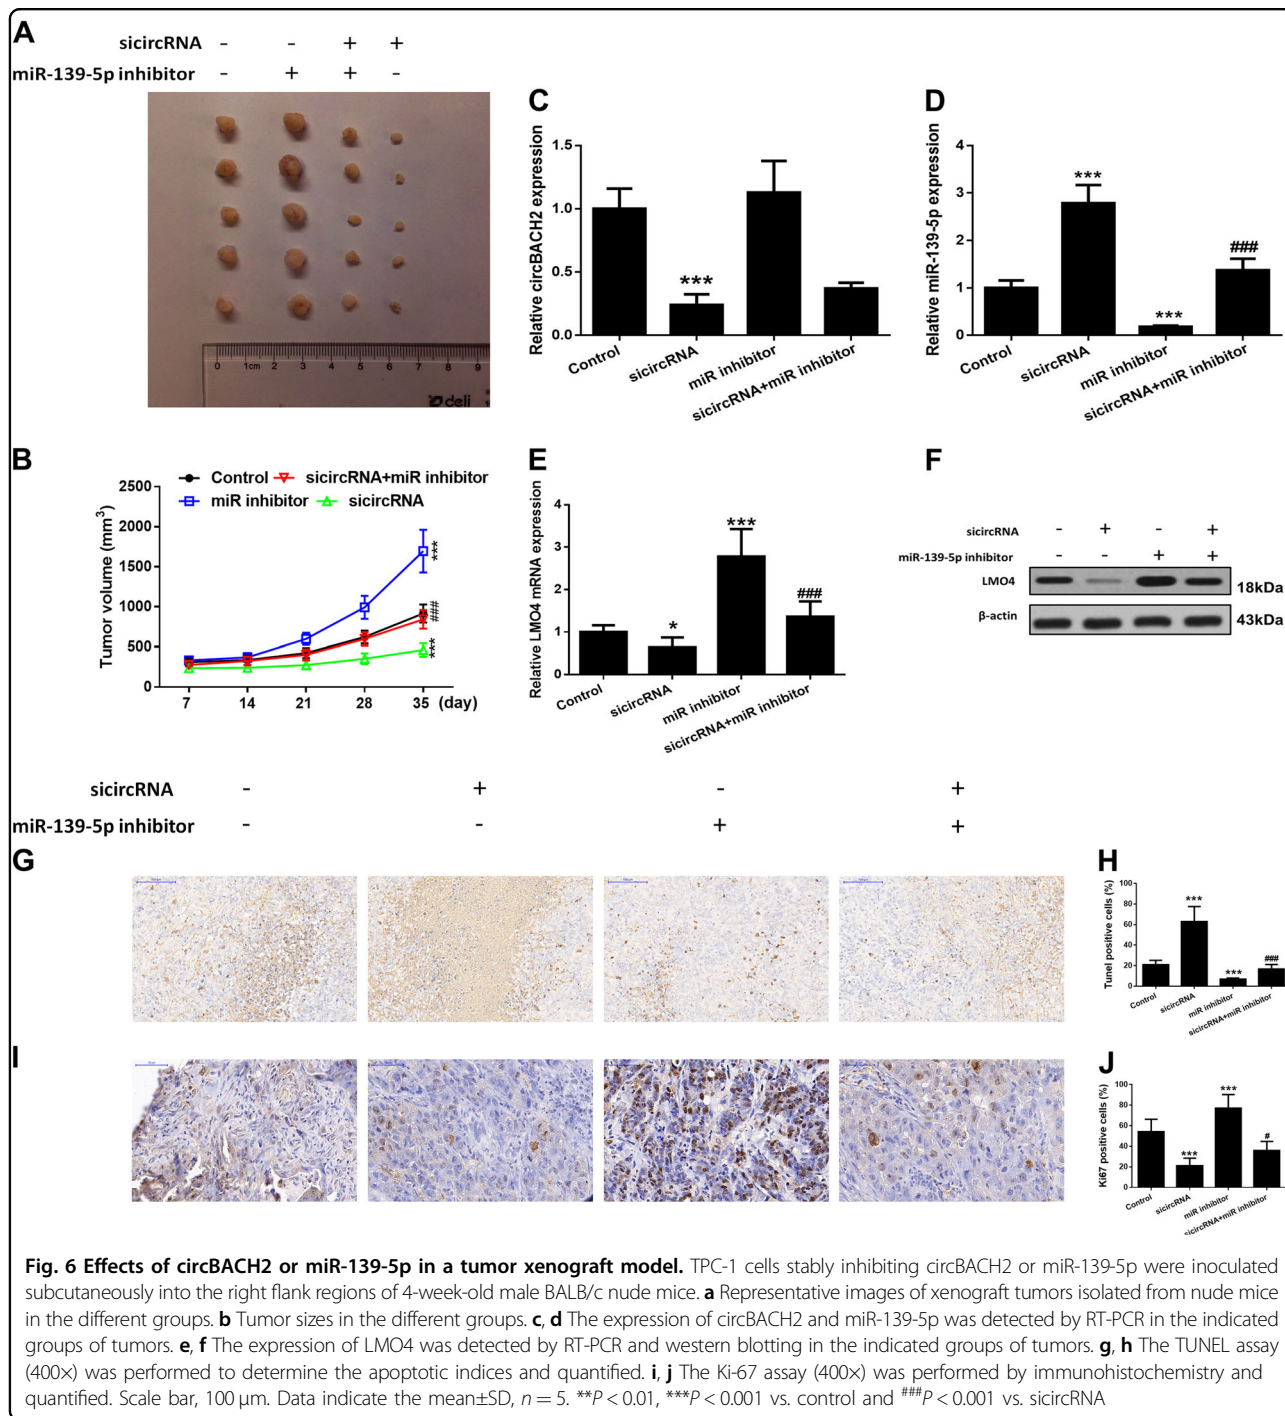 A
sicircRNA - - + +
miR-139-5p inhibitor - + + -
0 1cm 2 3 4 5 6 7 8 9
deli
B
Control sicircRNA+miR inhibitor
miR inhibitor sicircRNA
Tumor volume (mm3)
2500
2000
1500
1000
500
0
7 14 21 28 35 (day)
***
###
***
C
Relative circBACH2 expression
1.5
1.0
0.5
0.0
***
Control sicircRNA miR inhibitor sicircRNA+miR inhibitor
D
Relative miR-139-5p expression
4
3
2
1
0
*** *** ###
Control sicircRNA miR inhibitor sicircRNA+miR inhibitor
E
Relative LMO4 mRNA expression
4
3
2
1
0
* *** ###
Control sicircRNA miR inhibitor sicircRNA+miR inhibitor
F
sicircRNA - + - +
miR-139-5p inhibitor - - + +
LMO4 18kDa
β-actin 43kDa
sicircRNA - + - +
miR-139-5p inhibitor - - + +
G
H
Tunel positive cells (%)
100
80
60
40
20
0
*** *** ###
Control sicircRNA miR inhibitor sicircRNA+miR inhibitor
I
J
Ki67 positive cells (%)
100
80
60
40
20
0
*** *** #
Control sicircRNA miR inhibitor sicircRNA+miR inhibitor
Fig. 6 Effects of circBACH2 or miR-139-5p in a tumor xenograft model. TPC-1 cells stably inhibiting circBACH2 or miR-139-5p were inoculated
subcutaneously into the right flank regions of 4-week-old male BALB/c nude mice. a Representative images of xenograft tumors isolated from nude mice
in the different groups. b Tumor sizes in the different groups. c, d The expression of circBACH2 and miR-139-5p was detected by RT-PCR in the indicated
groups of tumors. e, f The expression of LMO4 was detected by RT-PCR and western blotting in the indicated groups of tumors. g, h The TUNEL assay
(400×) was performed to determine the apoptotic indices and quantified. i, j The Ki-67 assay (400×) was performed by immunohistochemistry and
quantified. Scale bar, 100 μm. Data indicate the mean±SD, n = 5. **P < 0.01, ***P < 0.001 vs. control and ###P < 0.001 vs. sicircRNA